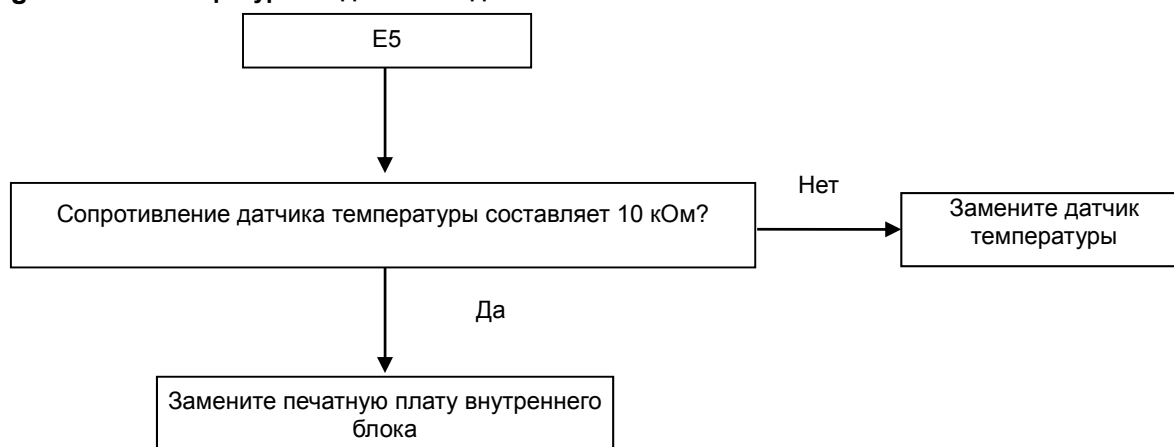 E5
Сопротивление датчика температуры составляет 10 кОм?
Нет
Замените датчик
температуры
Да
Замените печатную плату внутреннего
блока